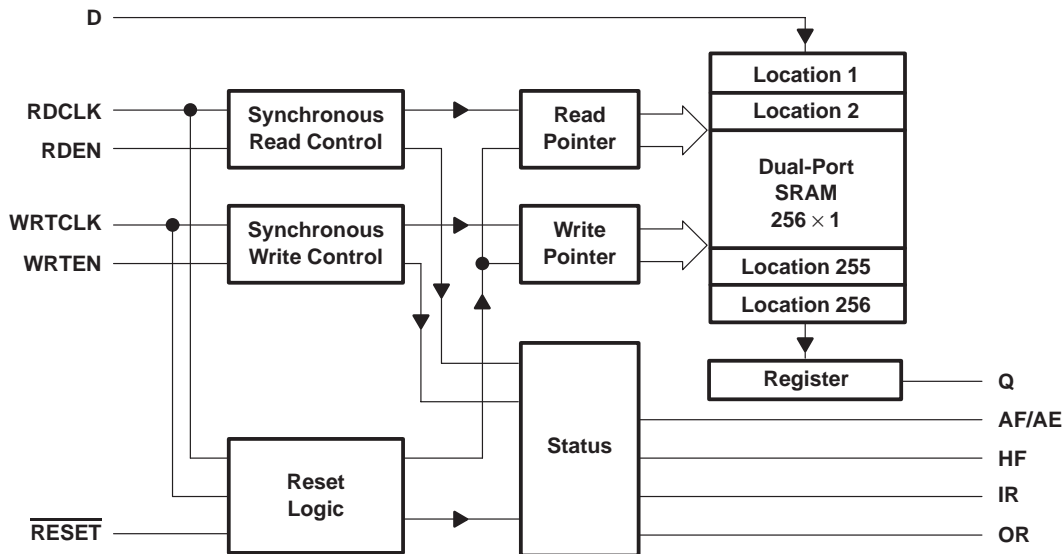 D
Location 1
RDCLK
Synchronous
Read Control
Read
Pointer
Location 2
RDEN
Dual-Port
SRAM
256 × 1
WRTCLK
Synchronous
Write Control
Write
Pointer
WRTEN
Location 255
Location 256
Register
Q
AF/AE
Status
HF
Reset
Logic
IR
RESET
OR